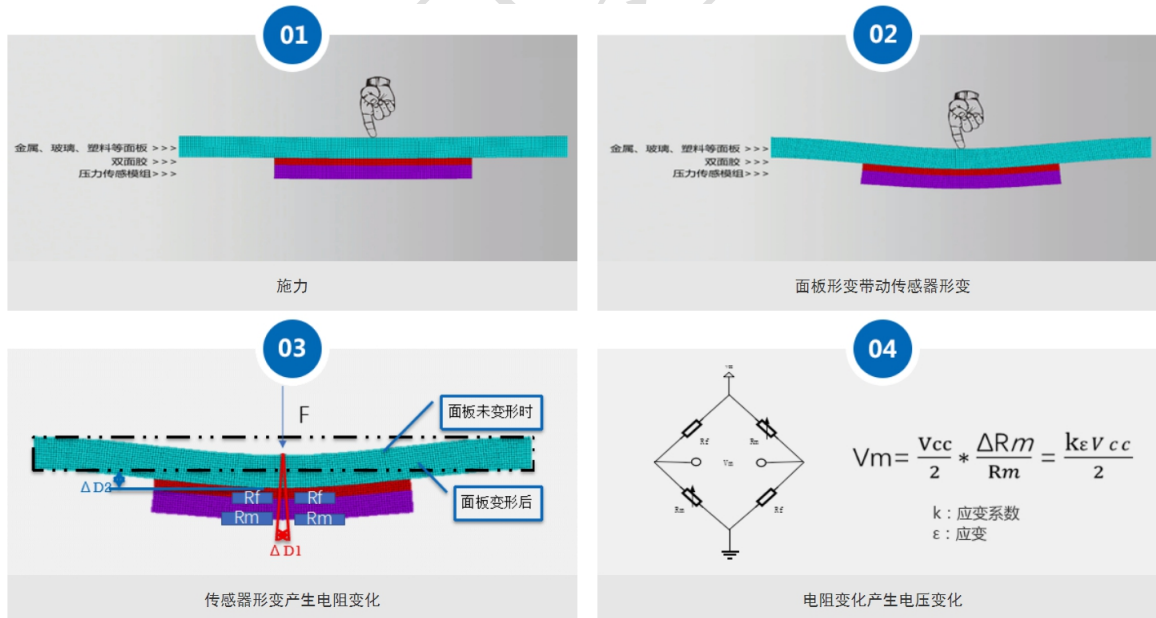 01
金属、玻璃、塑料等面板 >>>
双面胶 >>>
压力传感模组>>>
施力
02
金属、玻璃、塑料等面板 >>>
双面胶 >>>
压力传感模组>>>
面板形变带动传感器形变
03
F
面板未变形时
面板变形后
ΔD2
Rf Rf
Rm Rm
ΔD1
传感器形变产生电阻变化
04
Rf Rm
Vm
Rm Rf
Vm= Vcc/2 * ΔRm/Rm = kεVcc/2
k：应变系数
ε：应变
电阻变化产生电压变化